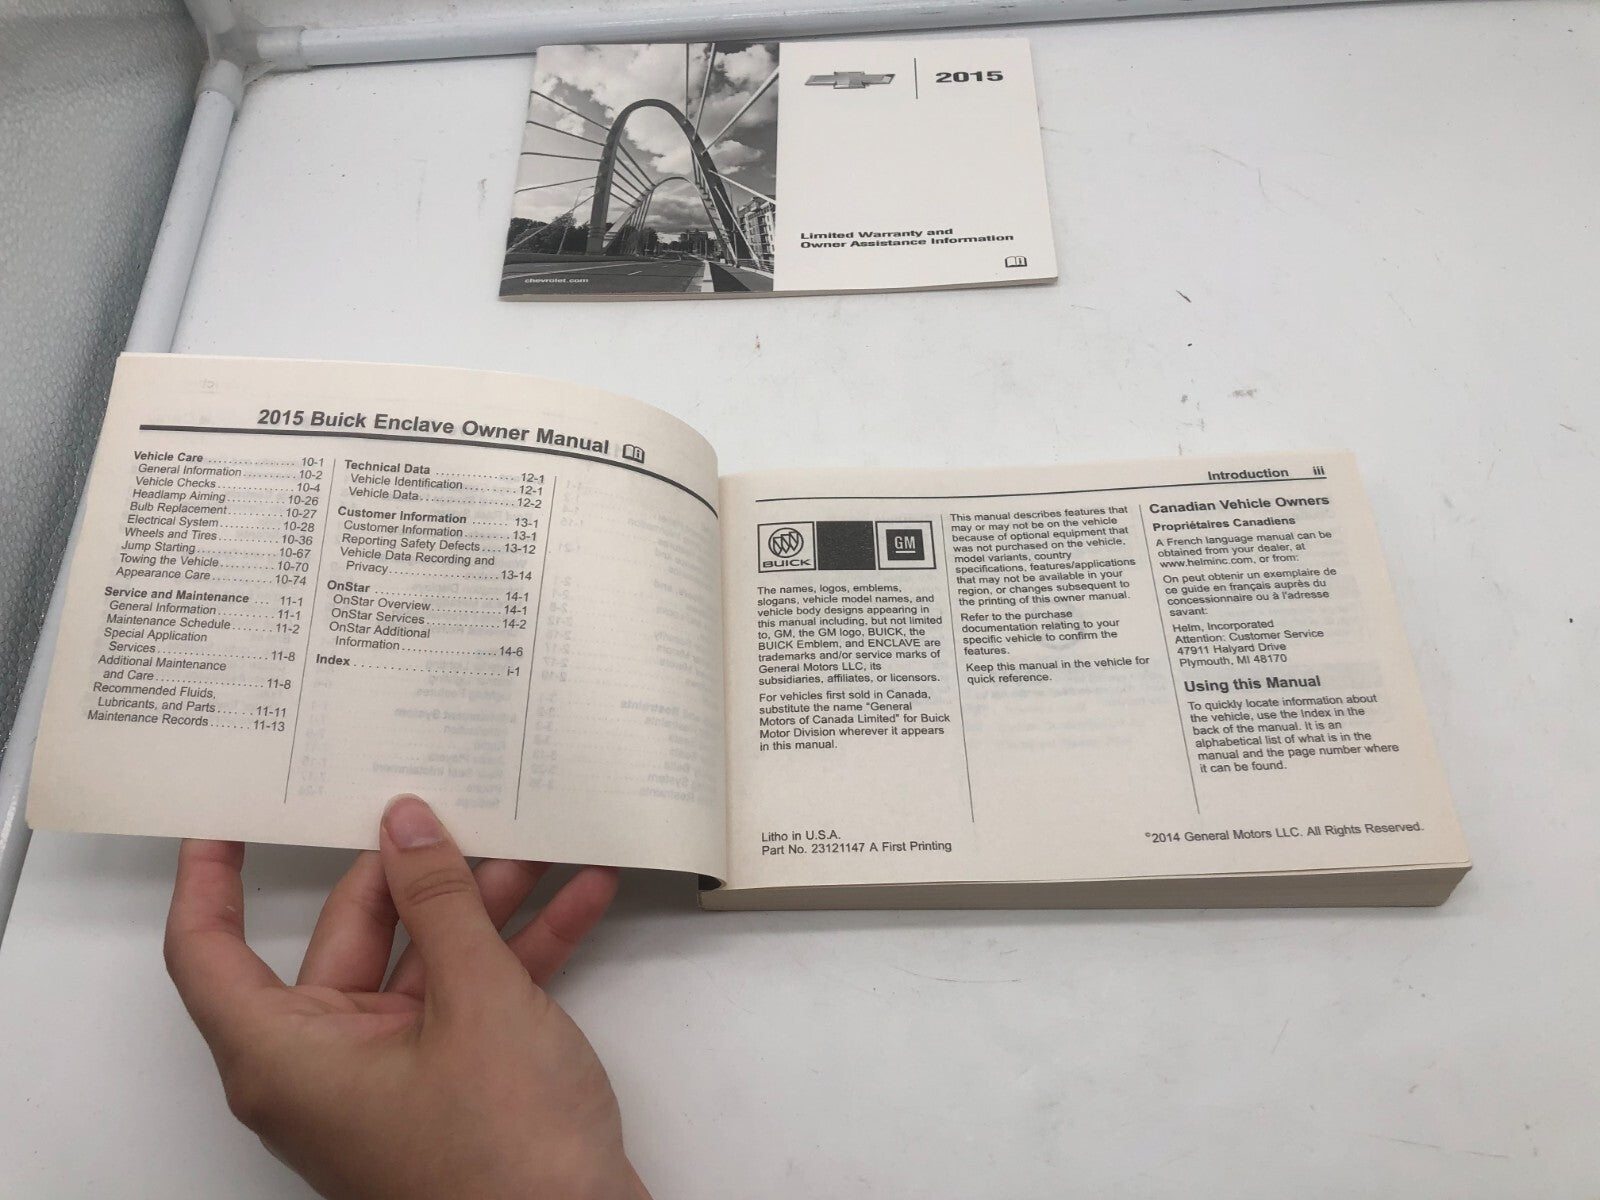 2015
Limited Warranty and
Owner Assistance Information
chevrolet.com
2015 Buick Enclave Owner Manual
Vehicle Care .................. 10-1
General Information .......... 10-2
Vehicle Checks ............... 10-4
Headlamp Aiming ............ 10-26
Bulb Replacement ........... 10-27
Electrical System ............ 10-28
Wheels and Tires ............ 10-36
Jump Starting ................ 10-67
Towing the Vehicle .......... 10-70
Appearance Care ............ 10-74
Service and Maintenance ... 11-1
General Information .......... 11-1
Maintenance Schedule ....... 11-2
Special Application
Services ..................... 11-8
Additional Maintenance
and Care .................... 11-8
Recommended Fluids,
Lubricants, and Parts ...... 11-11
Maintenance Records ....... 11-13
Technical Data .............. 12-1
Vehicle Identification ........ 12-1
Vehicle Data ................. 12-2
Customer Information ....... 13-1
Customer Information ........ 13-1
Reporting Safety Defects .... 13-12
Vehicle Data Recording and
Privacy ..................... 13-14
OnStar ....................... 14-1
OnStar Overview ............. 14-1
OnStar Services .............. 14-2
OnStar Additional
Information .................. 14-6
Index ........................ i-1
Introduction iii
BUICK
GM
The names, logos, emblems,
slogans, vehicle model names, and
vehicle body designs appearing in
this manual including, but not limited
to, GM, the GM logo, BUICK, the
BUICK Emblem, and ENCLAVE are
trademarks and/or service marks of
General Motors LLC, its
subsidiaries, affiliates, or licensors.
For vehicles first sold in Canada,
substitute the name "General
Motors of Canada Limited" for Buick
Motor Division wherever it appears
in this manual.
Litho in U.S.A.
Part No. 23121147 A First Printing
This manual describes features that
may or may not be on the vehicle
because of optional equipment that
was not purchased on the vehicle,
model variants, country
specifications, features/applications
that may not be available in your
region, or changes subsequent to
the printing of this owner manual.
Refer to the purchase
documentation relating to your
specific vehicle to confirm the
features.
Keep this manual in the vehicle for
quick reference.
Canadian Vehicle Owners
Propriétaires Canadiens
A French language manual can be
obtained from your dealer, at
www.helminc.com, or from:
On peut obtenir un exemplaire de
ce guide en français auprès du
concessionnaire ou à l'adresse
savant:
Helm, Incorporated
Attention: Customer Service
47911 Halyard Drive
Plymouth, MI 48170
Using this Manual
To quickly locate information about
the vehicle, use the Index in the
back of the manual. It is an
alphabetical list of what is in the
manual and the page number where
it can be found.
©2014 General Motors LLC. All Rights Reserved.